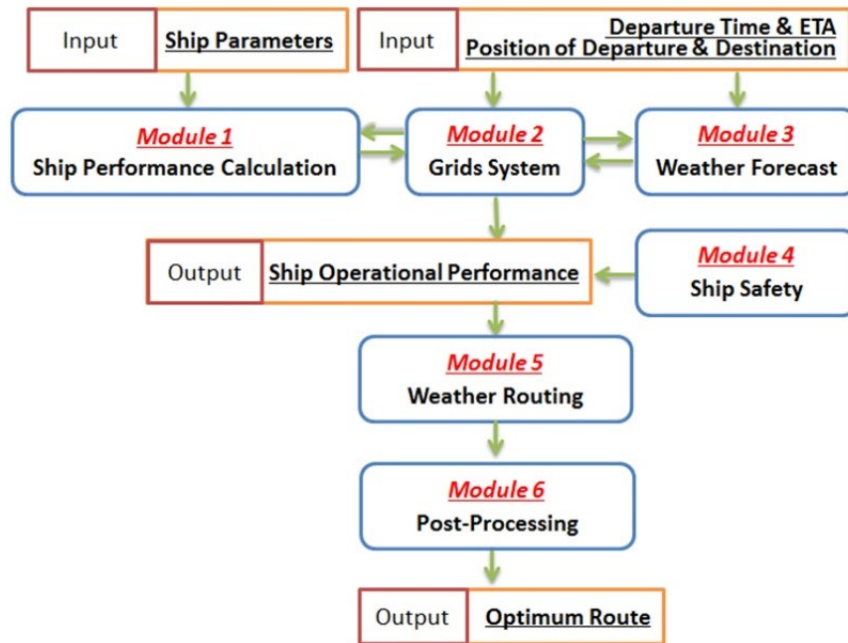 Input
Ship Parameters
Input
Departure Time & ETA
Position of Departure & Destination
Module 1
Ship Performance Calculation
Module 2
Grids System
Module 3
Weather Forecast
Output
Ship Operational Performance
Module 4
Ship Safety
Module 5
Weather Routing
Module 6
Post-Processing
Output
Optimum Route